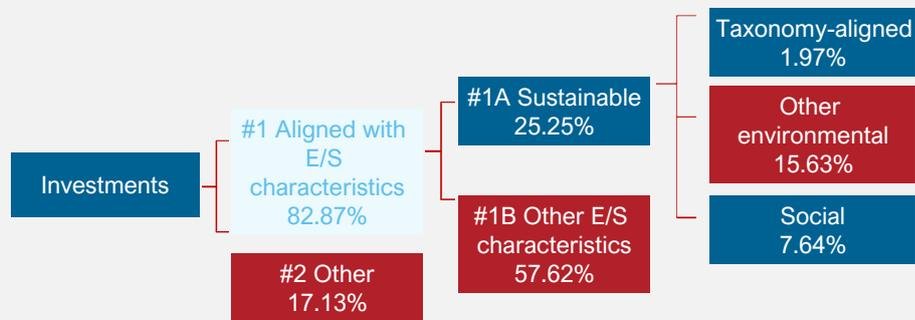 Investments
#1 Aligned with
E/S
characteristics
82.87%
#2 Other
17.13%
#1A Sustainable
25.25%
#1B Other E/S
characteristics
57.62%
Taxonomy-aligned
1.97%
Other
environmental
15.63%
Social
7.64%